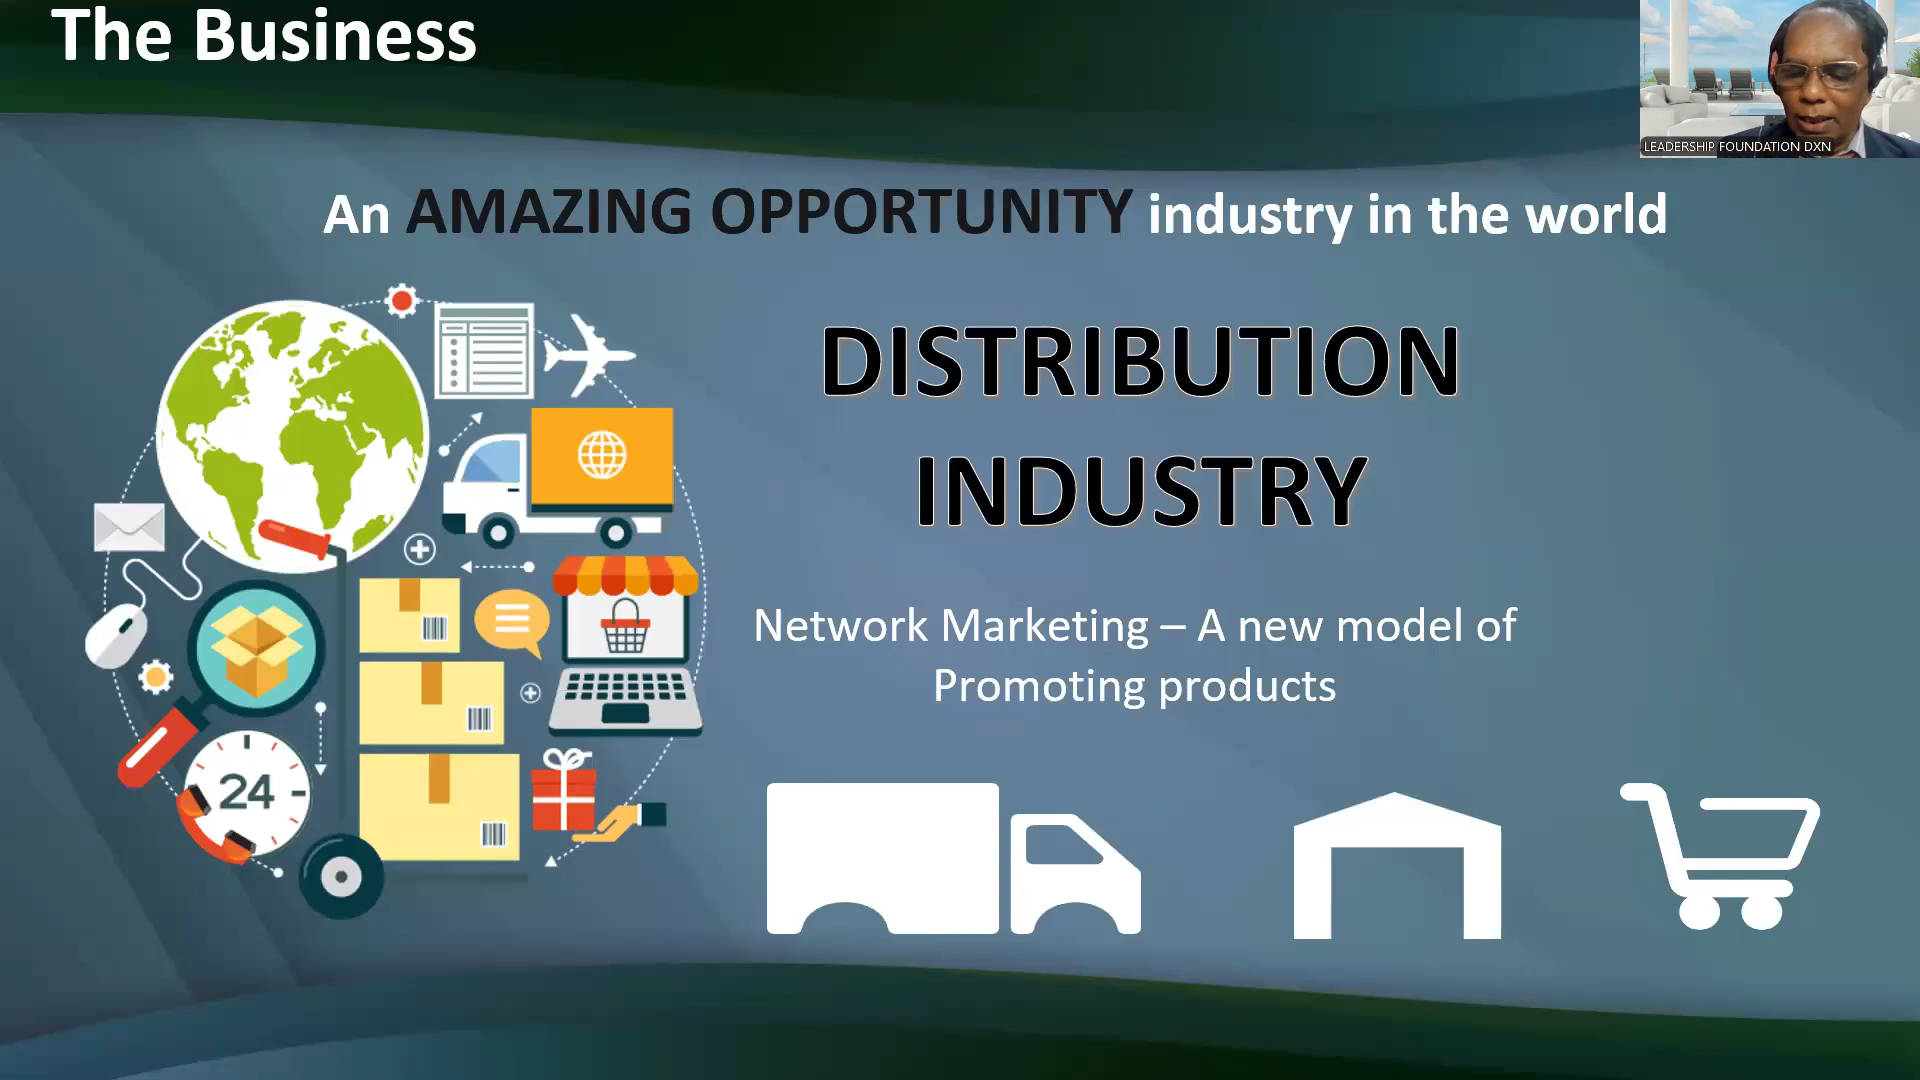 The Business
LEADERSHIP FOUNDATION DXN
An AMAZING OPPORTUNITY industry in the world
DISTRIBUTION
INDUSTRY
Network Marketing – A new model of
Promoting products
24